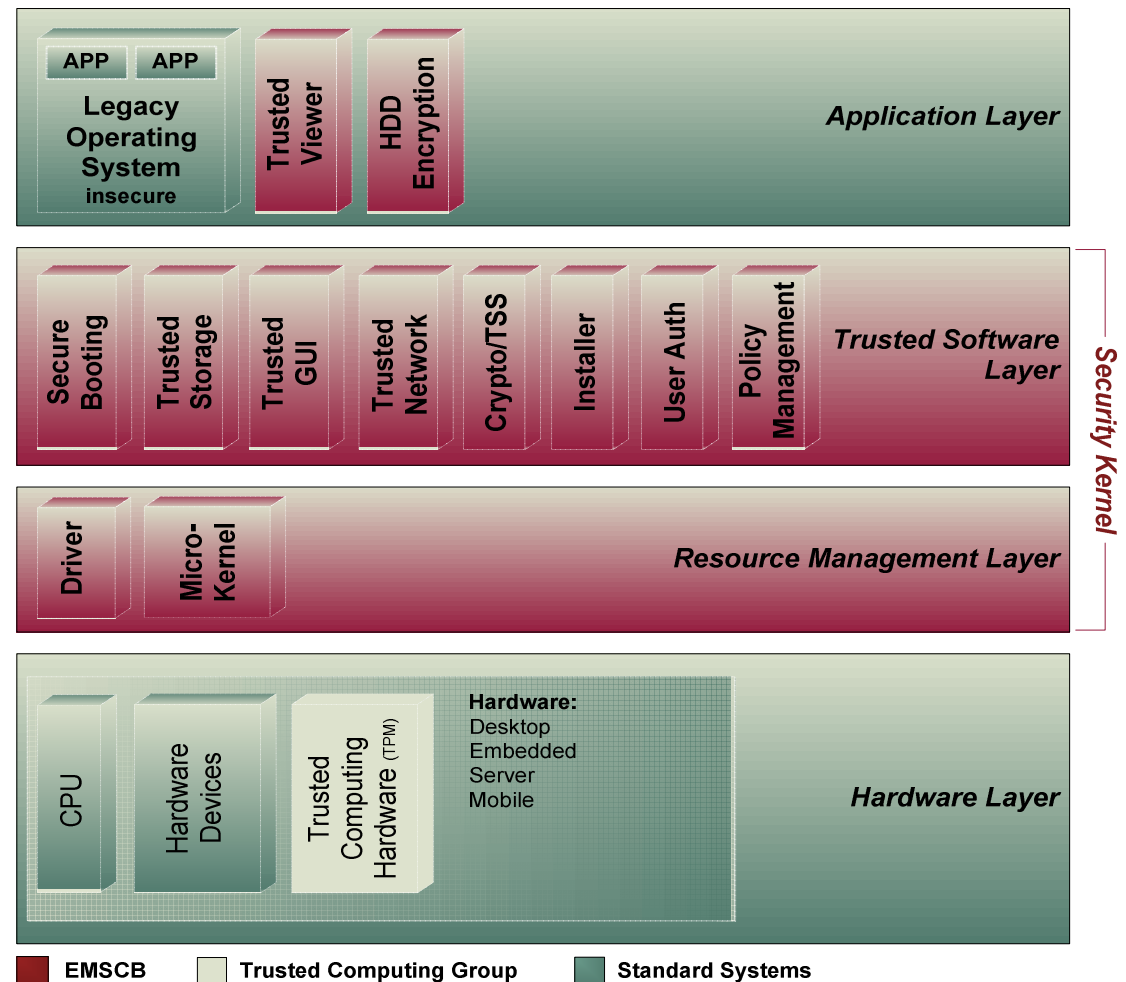 APP
APP
Legacy
Operating
System
insecure
Trusted
Viewer
HDD
Encryption
Application Layer
Secure
Booting
Trusted
Storage
Trusted
GUI
Trusted
Network
Crypto/TSS
Installer
User Auth
Policy
Management
Trusted Software
Layer
Security Kernel
Driver
Micro-
Kernel
Resource Management Layer
CPU
Hardware
Devices
Trusted
Computing
Hardware (TPM)
Hardware:
Desktop
Embedded
Server
Mobile
Hardware Layer
EMSCB
Trusted Computing Group
Standard Systems